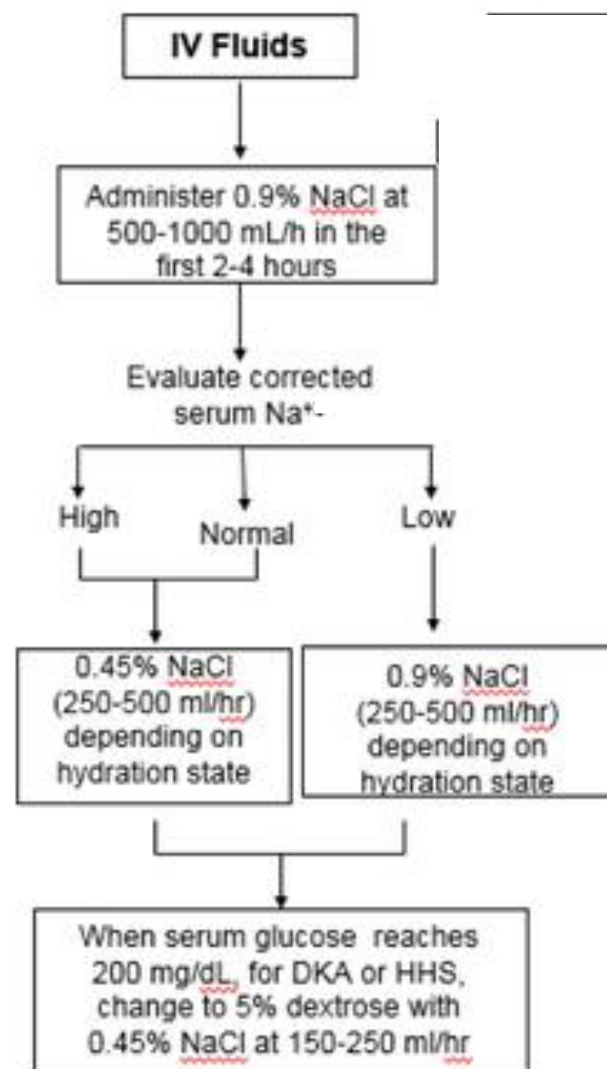 IV Fluids
Administer 0.9% NaCl at
500-1000 mL/h in the
first 2-4 hours
Evaluate corrected
serum Na⁺-
High
Normal
Low
0.45% NaCl
(250-500 ml/hr)
depending on
hydration state
0.9% NaCl
(250-500 ml/hr)
depending on
hydration state
When serum glucose reaches
200 mg/dL, for DKA or HHS,
change to 5% dextrose with
0.45% NaCl at 150-250 ml/hr